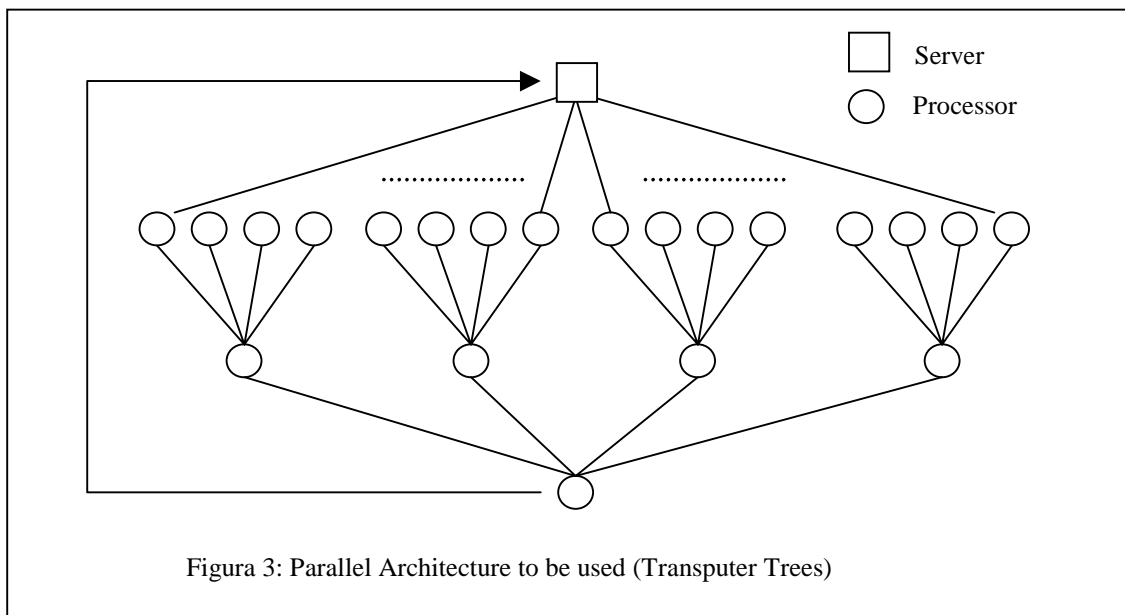 Server
Processor
Figura 3: Parallel Architecture to be used (Transputer Trees)